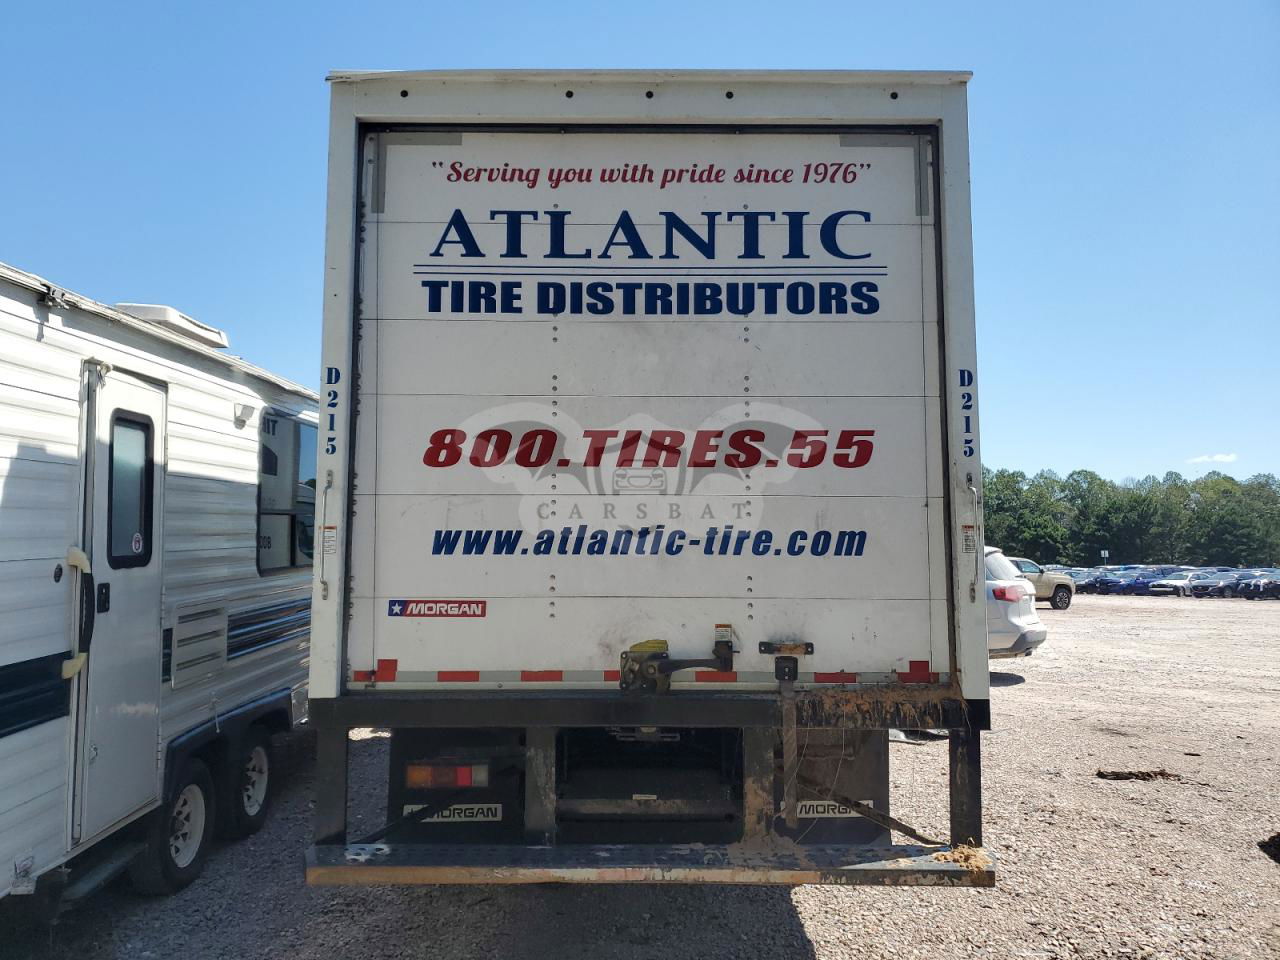 "Serving you with pride since 1976"
ATLANTIC
TIRE DISTRIBUTORS
D215
D215
800.TIRES.55
CARSBAT
www.atlantic-tire.com
MORGAN
MORGAN
MORGAN